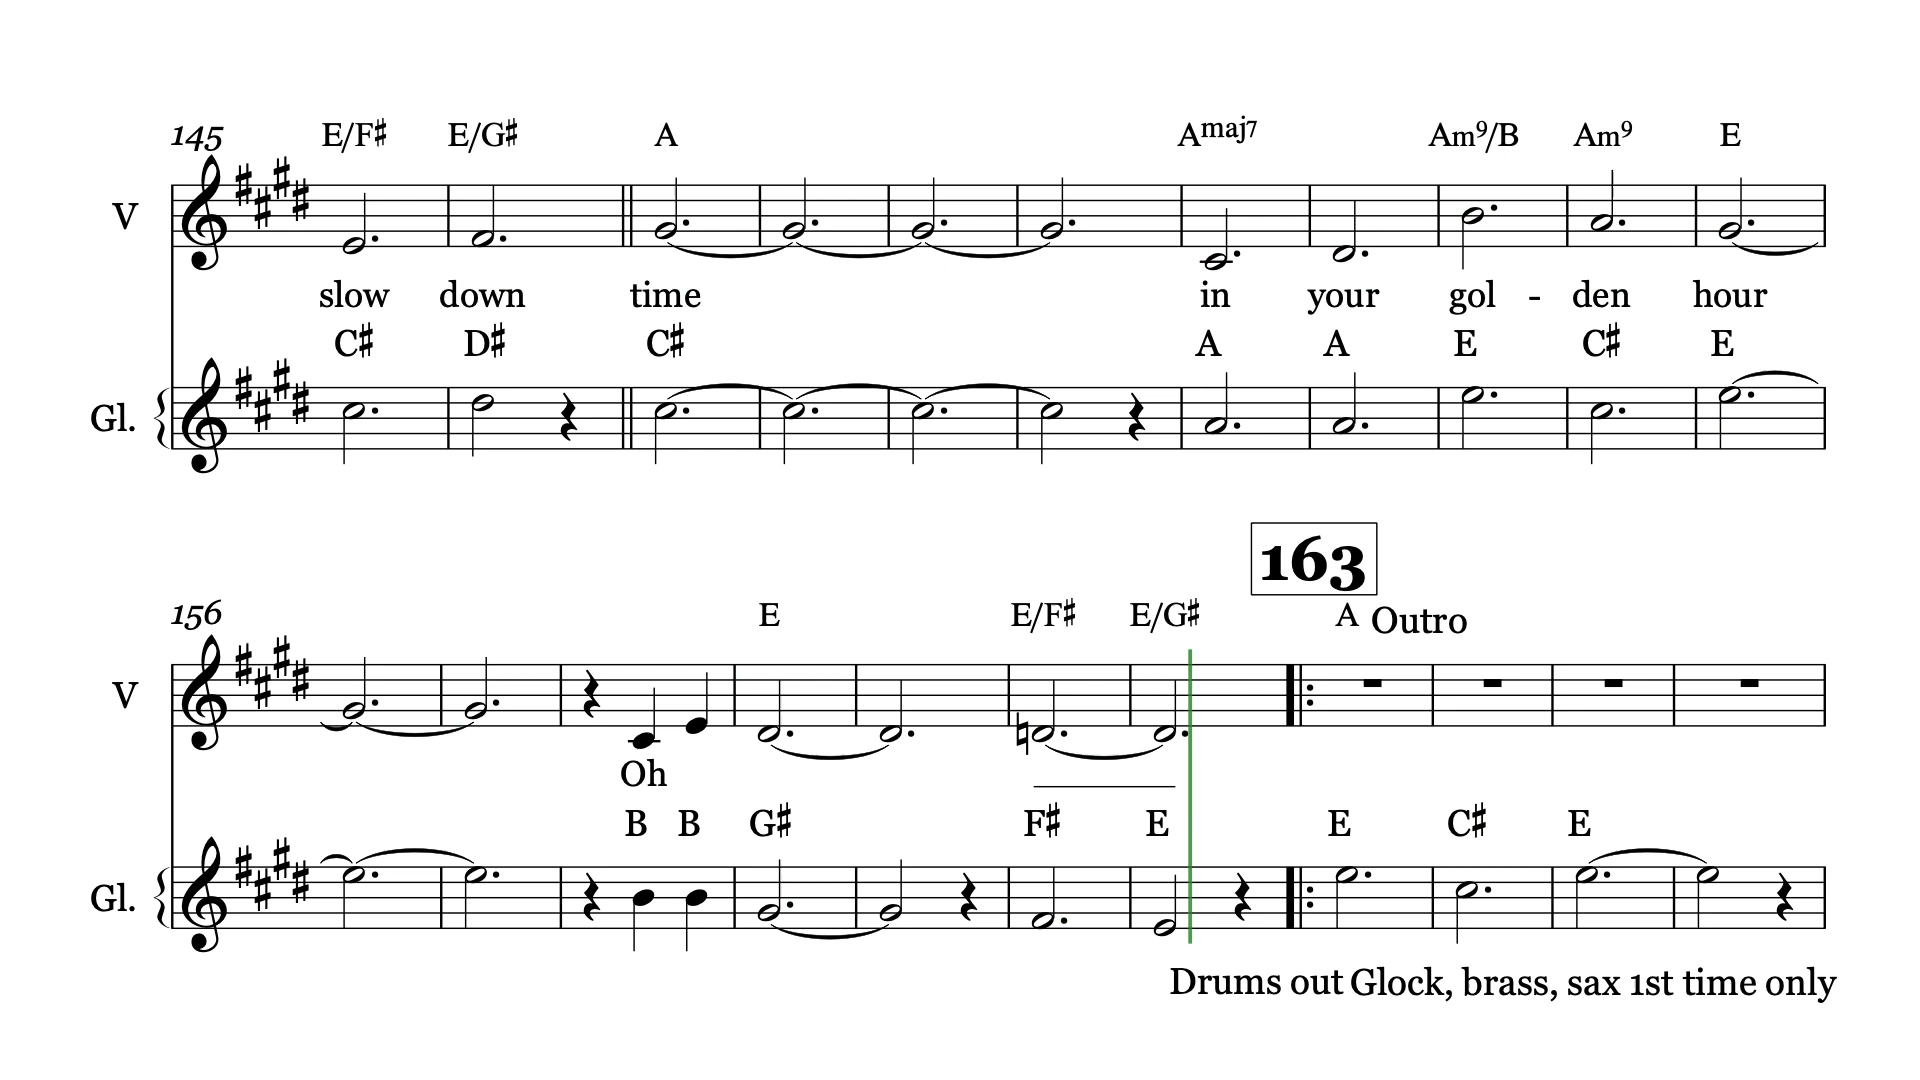 145 E/F♯ E/G♯ A Amaj7 Am9/B Am9 E
V
slow down time in your gol - den hour
C♯ D♯ C♯ A A E C♯ E
Gl.
163
156 E E/F♯ E/G♯ A Outro
V
Oh
B B G♯ F♯ E E C♯ E
Gl.
Drums out Glock, brass, sax 1st time only